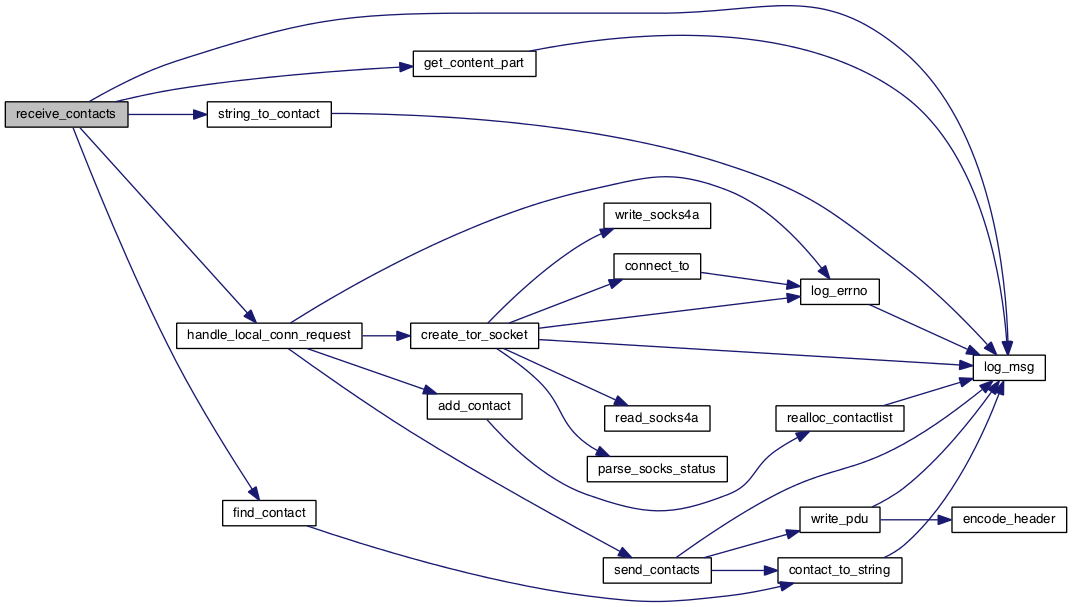 get_content_part
receive_contacts
string_to_contact
write_socks4a
connect_to
log_errno
handle_local_conn_request
create_tor_socket
log_msg
add_contact
read_socks4a
realloc_contactlist
parse_socks_status
find_contact
write_pdu
encode_header
send_contacts
contact_to_string